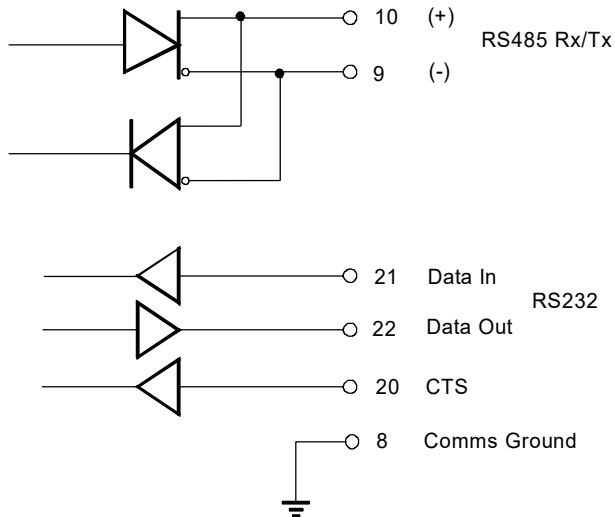 10 (+)
RS485 Rx/Tx
9 (-)
21 Data In
RS232
22 Data Out
20 CTS
8 Comms Ground